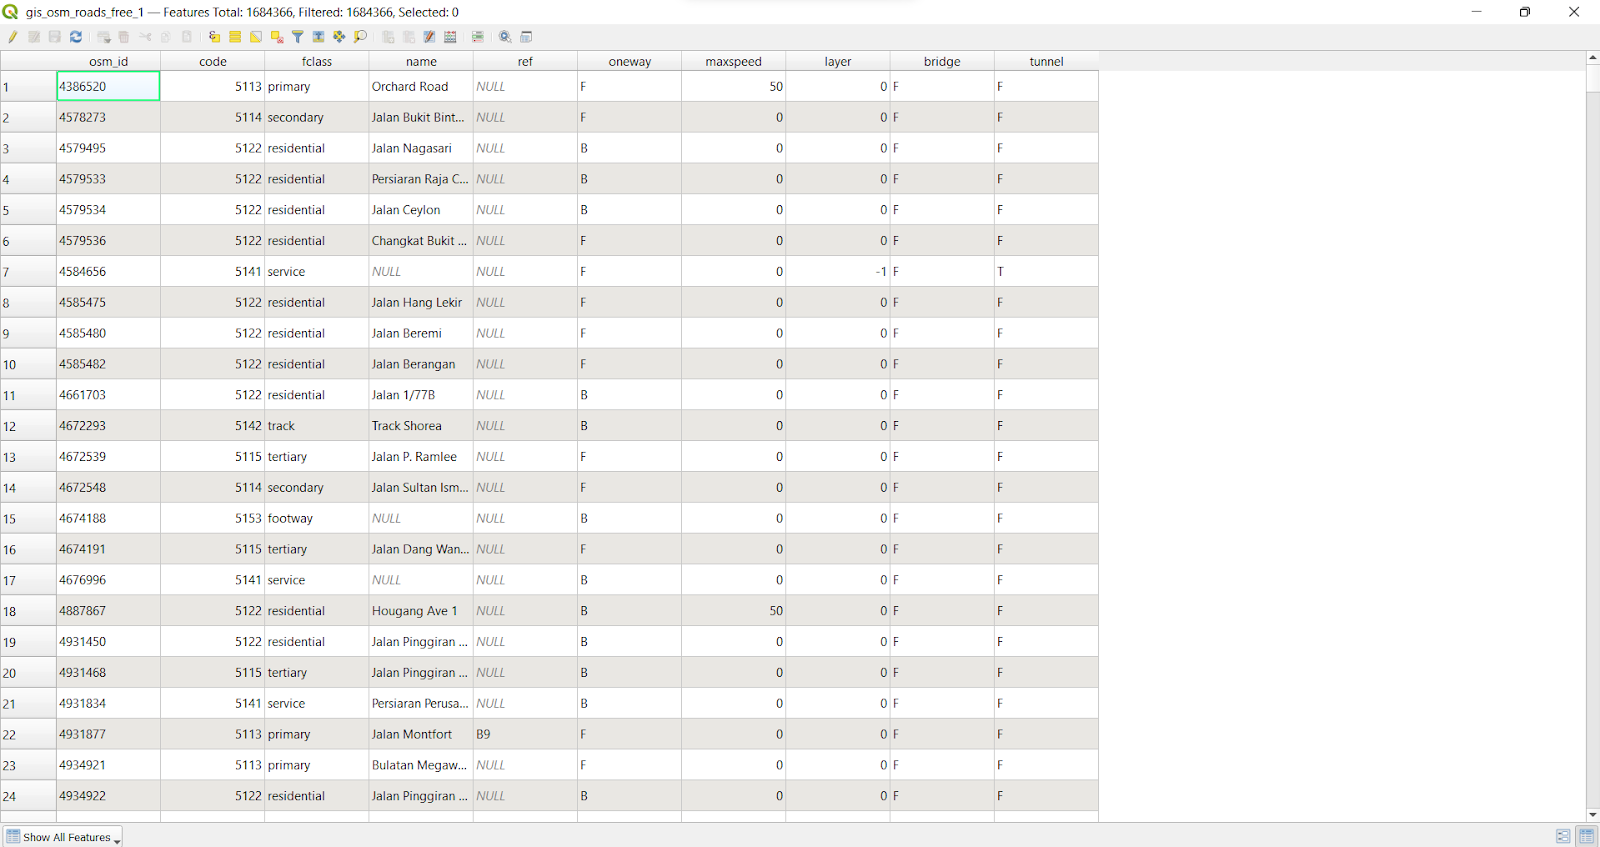 gis_osm_roads_free_1 — Features Total: 1684366, Filtered: 1684366, Selected: 0
osm_id code fclass name ref oneway maxspeed layer bridge tunnel
1 4386520 5113 primary Orchard Road NULL F 50 0 F F
2 4578273 5114 secondary Jalan Bukit Bint... NULL F 0 0 F F
3 4579495 5122 residential Jalan Nagasari NULL B 0 0 F F
4 4579533 5122 residential Persiaran Raja C... NULL B 0 0 F F
5 4579534 5122 residential Jalan Ceylon NULL B 0 0 F F
6 4579536 5122 residential Changkat Bukit ... NULL F 0 0 F F
7 4584656 5141 service NULL NULL F 0 -1 F T
8 4585475 5122 residential Jalan Hang Lekir NULL F 0 0 F F
9 4585480 5122 residential Jalan Beremi NULL F 0 0 F F
10 4585482 5122 residential Jalan Berangan NULL F 0 0 F F
11 4661703 5122 residential Jalan 1/77B NULL B 0 0 F F
12 4672293 5142 track Track Shorea NULL B 0 0 F F
13 4672539 5115 tertiary Jalan P. Ramlee NULL F 0 0 F F
14 4672548 5114 secondary Jalan Sultan Ism... NULL F 0 0 F F
15 4674188 5153 footway NULL NULL B 0 0 F F
16 4674191 5115 tertiary Jalan Dang Wan... NULL F 0 0 F F
17 4676996 5141 service NULL NULL B 0 0 F F
18 4887867 5122 residential Hougang Ave 1 NULL B 50 0 F F
19 4931450 5122 residential Jalan Pinggiran ... NULL B 0 0 F F
20 4931468 5115 tertiary Jalan Pinggiran ... NULL B 0 0 F F
21 4931834 5141 service Persiaran Perusa... NULL B 0 0 F F
22 4931877 5113 primary Jalan Montfort B9 F 0 0 F F
23 4934921 5113 primary Bulatan Megaw... NULL F 0 0 F F
24 4934922 5122 residential Jalan Pinggiran ... NULL B 0 0 F F
Show All Features